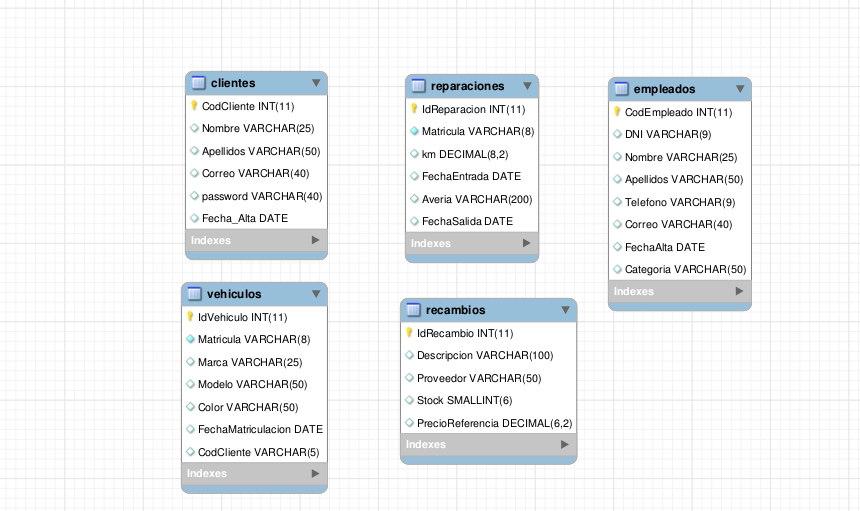 clientes
CodCliente INT(11)
Nombre VARCHAR(25)
Apellidos VARCHAR(50)
Correo VARCHAR(40)
password VARCHAR(40)
Fecha_Alta DATE
Indexes
reparaciones
IdReparacion INT(11)
Matricula VARCHAR(8)
km DECIMAL(8,2)
FechaEntrada DATE
Averia VARCHAR(200)
FechaSalida DATE
Indexes
empleados
CodEmpleado INT(11)
DNI VARCHAR(9)
Nombre VARCHAR(25)
Apellidos VARCHAR(50)
Telefono VARCHAR(9)
Correo VARCHAR(40)
FechaAlta DATE
Categoria VARCHAR(50)
Indexes
vehiculos
IdVehiculo INT(11)
Matricula VARCHAR(8)
Marca VARCHAR(25)
Modelo VARCHAR(50)
Color VARCHAR(50)
FechaMatriculacion DATE
CodCliente VARCHAR(5)
Indexes
recambios
IdRecambio INT(11)
Descripcion VARCHAR(100)
Proveedor VARCHAR(50)
Stock SMALLINT(6)
PrecioReferencia DECIMAL(6,2)
Indexes